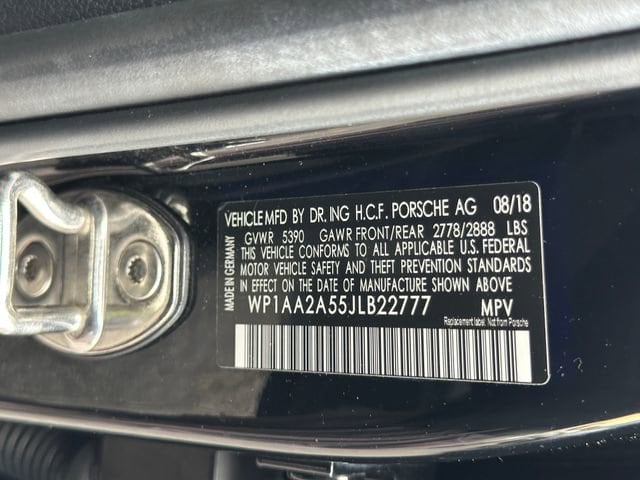 VEHICLE MFD BY DR. ING H.C.F. PORSCHE AG 08/18
GVWR 5390 GAWR FRONT/REAR 2778/2888 LBS
THIS VEHICLE CONFORMS TO ALL APPLICABLE U.S. FEDERAL
MOTOR VEHICLE SAFETY AND THEFT PREVENTION STANDARDS
IN EFFECT ON THE DATE OF MANUFACTURE SHOWN ABOVE
WP1AA2A55JLB22777 MPV
Replacement label. Not from Porsche
MADE IN GERMANY